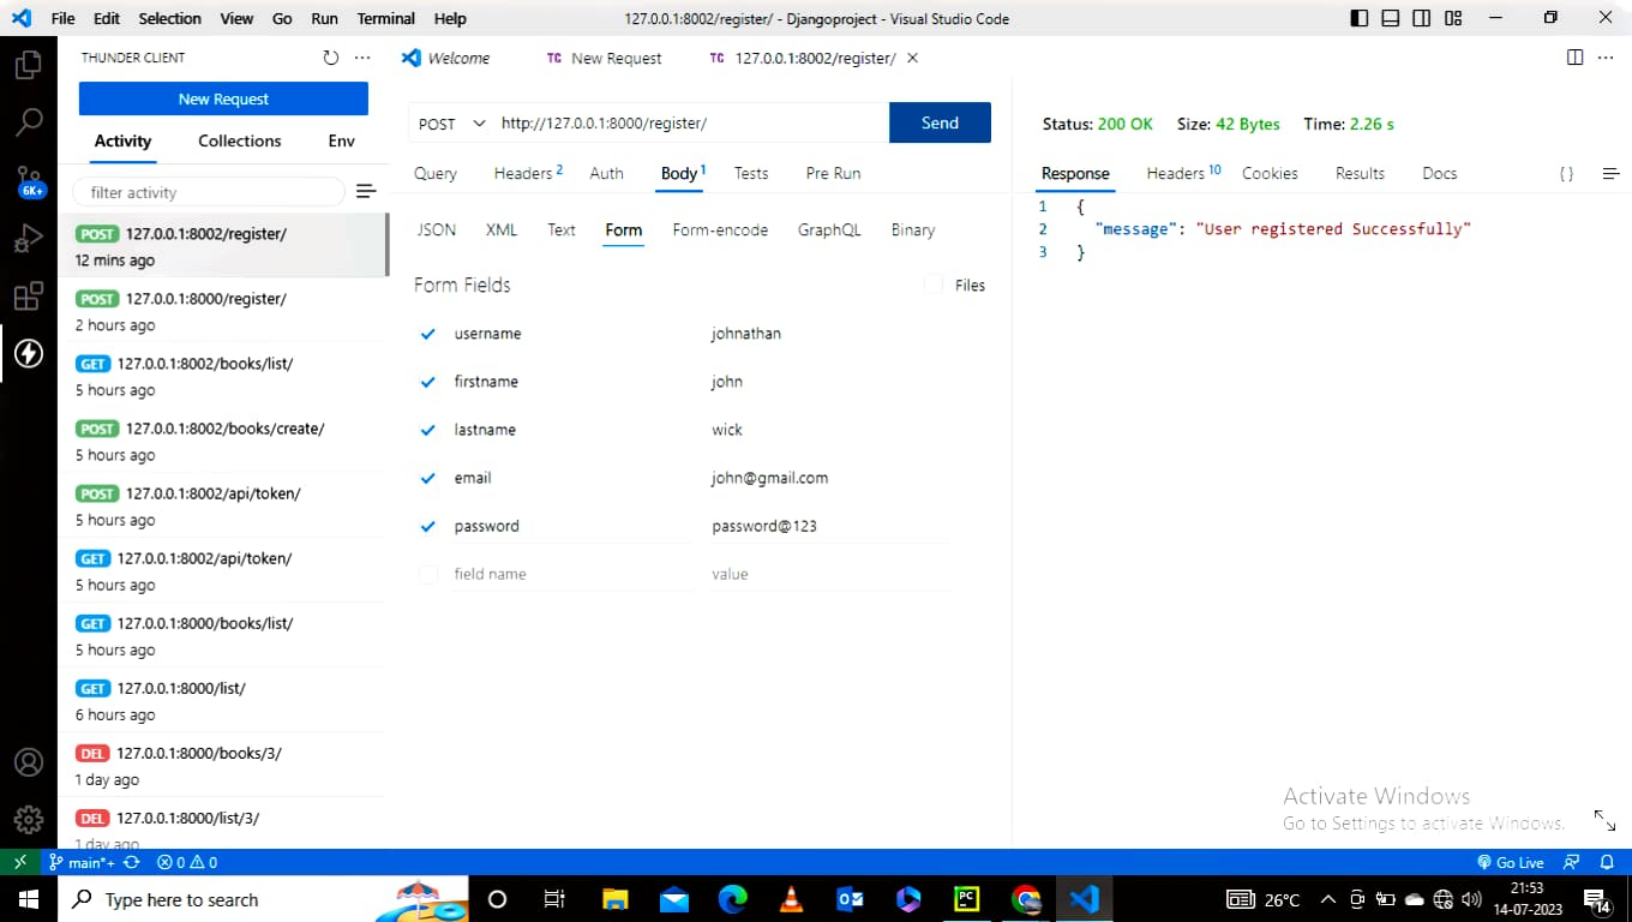 File Edit Selection View Go Run Terminal Help
127.0.0.1:8002/register/ - Djangoproject - Visual Studio Code
THUNDER CLIENT
Welcome
TC New Request
TC 127.0.0.1:8002/register/
New Request
Activity Collections Env
filter activity
POST 127.0.0.1:8002/register/
12 mins ago
POST 127.0.0.1:8000/register/
2 hours ago
GET 127.0.0.1:8002/books/list/
5 hours ago
POST 127.0.0.1:8002/books/create/
5 hours ago
POST 127.0.0.1:8002/api/token/
5 hours ago
GET 127.0.0.1:8002/api/token/
5 hours ago
GET 127.0.0.1:8000/books/list/
5 hours ago
GET 127.0.0.1:8000/list/
6 hours ago
DEL 127.0.0.1:8000/books/3/
1 day ago
DEL 127.0.0.1:8000/list/3/
1 day ago
6K+
POST http://127.0.0.1:8000/register/ Send
Query Headers 2 Auth Body 1 Tests Pre Run
JSON XML Text Form Form-encode GraphQL Binary
Form Fields Files
username johnathan
firstname john
lastname wick
email john@gmail.com
password password@123
field name value
Status: 200 OK Size: 42 Bytes Time: 2.26 s
Response Headers 10 Cookies Results Docs { }
1 {
2 "message": "User registered Successfully"
3 }
Activate Windows
Go to Settings to activate Windows.
main*+ 0 0 Go Live
Type here to search
PC
26°C
21:53
14-07-2023
14